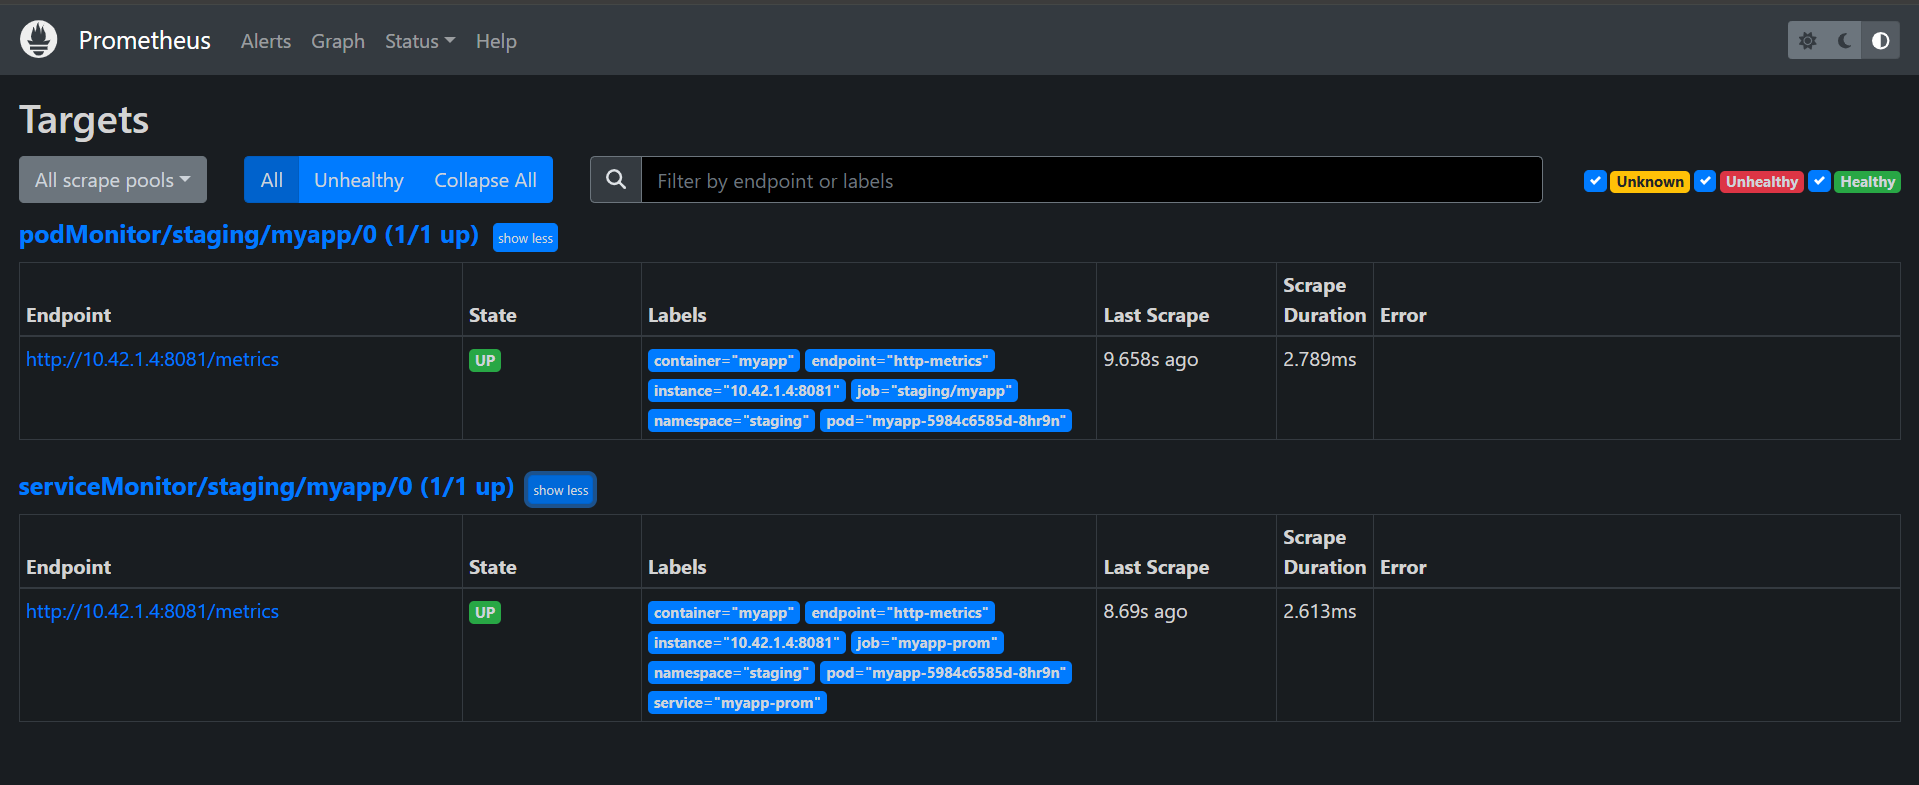 Prometheus Alerts Graph Status Help
Targets
All scrape pools All Unhealthy Collapse All Filter by endpoint or labels Unknown Unhealthy Healthy
podMonitor/staging/myapp/0 (1/1 up) show less
Endpoint State Labels Last Scrape Scrape Duration Error
http://10.42.1.4:8081/metrics UP container="myapp" endpoint="http-metrics" 9.658s ago 2.789ms
instance="10.42.1.4:8081" job="staging/myapp"
namespace="staging" pod="myapp-5984c6585d-8hr9n"
serviceMonitor/staging/myapp/0 (1/1 up) show less
Endpoint State Labels Last Scrape Scrape Duration Error
http://10.42.1.4:8081/metrics UP container="myapp" endpoint="http-metrics" 8.69s ago 2.613ms
instance="10.42.1.4:8081" job="myapp-prom"
namespace="staging" pod="myapp-5984c6585d-8hr9n"
service="myapp-prom"